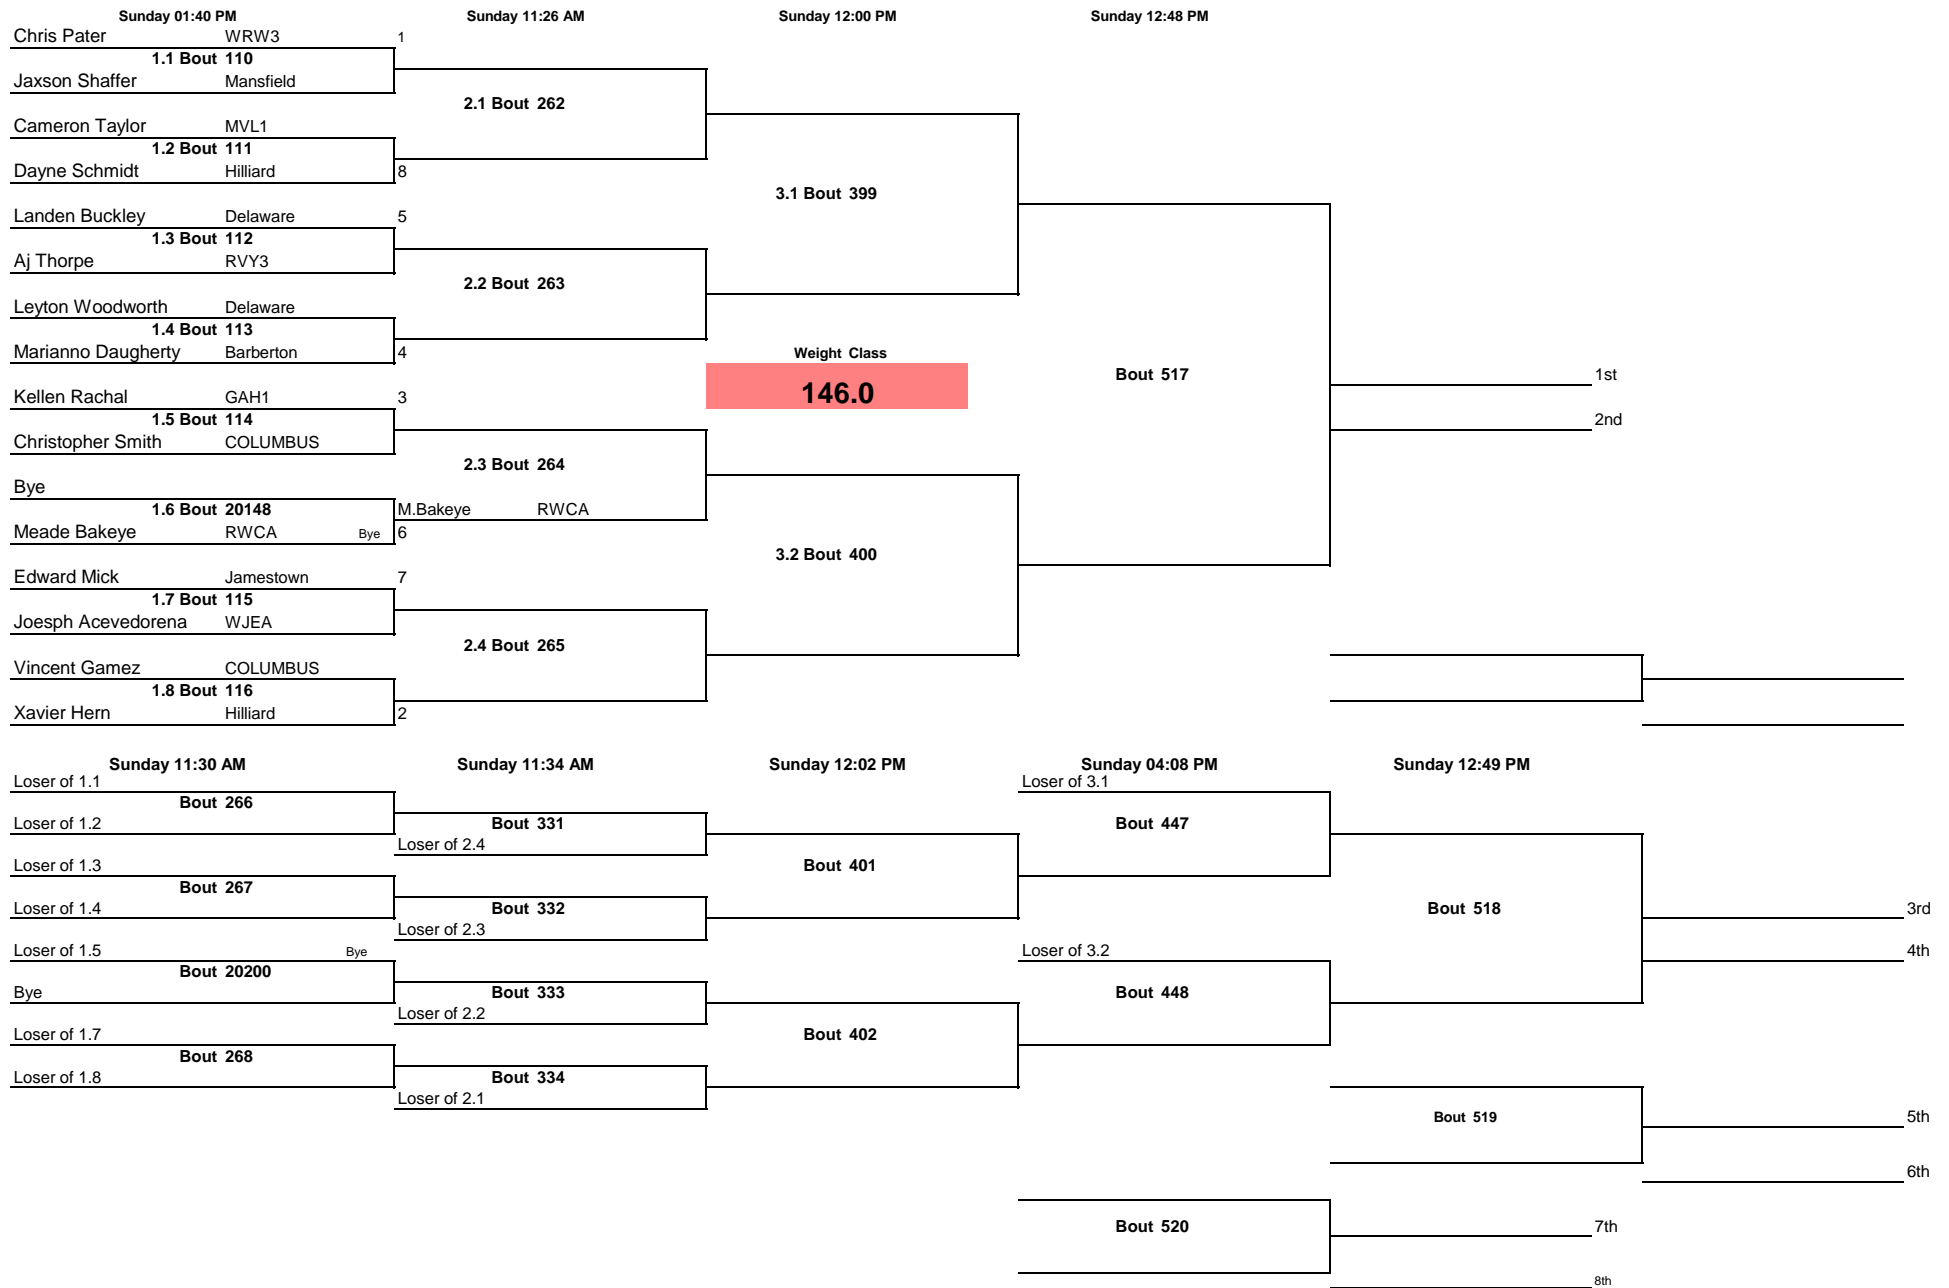 Sunday 01:40 PM Sunday 11:26 AM Sunday 12:00 PM Sunday 12:48 PM
Chris Pater WRW3 1
1.1 Bout 110
Jaxson Shaffer Mansfield
2.1 Bout 262
Cameron Taylor MVL1
1.2 Bout 111
Dayne Schmidt Hilliard 8
3.1 Bout 399
Landen Buckley Delaware 5
1.3 Bout 112
Aj Thorpe RVY3
2.2 Bout 263
Leyton Woodworth Delaware
1.4 Bout 113
Marianno Daugherty Barberton 4
Weight Class
146.0
Bout 517
1st
2nd
Kellen Rachal GAH1 3
1.5 Bout 114
Christopher Smith COLUMBUS
2.3 Bout 264
Bye
1.6 Bout 20148 M.Bakeye RWCA
Meade Bakeye RWCA Bye 6
3.2 Bout 400
Edward Mick Jamestown 7
1.7 Bout 115
Joesph Acevedorena WJEA
2.4 Bout 265
Vincent Gamez COLUMBUS
1.8 Bout 116
Xavier Hern Hilliard 2
Sunday 11:30 AM Sunday 11:34 AM Sunday 12:02 PM Sunday 04:08 PM Sunday 12:49 PM
Loser of 1.1 Loser of 3.1
Bout 266
Loser of 1.2 Bout 331 Bout 447
Loser of 2.4
Loser of 1.3 Bout 401
Bout 267
Loser of 1.4 Bout 332 Bout 518 3rd
Loser of 2.3
Loser of 1.5 Bye Loser of 3.2 4th
Bout 20200
Bye Bout 333 Bout 448
Loser of 2.2
Loser of 1.7 Bout 402
Bout 268
Loser of 1.8 Bout 334
Loser of 2.1
Bout 519 5th
6th
Bout 520 7th
8th